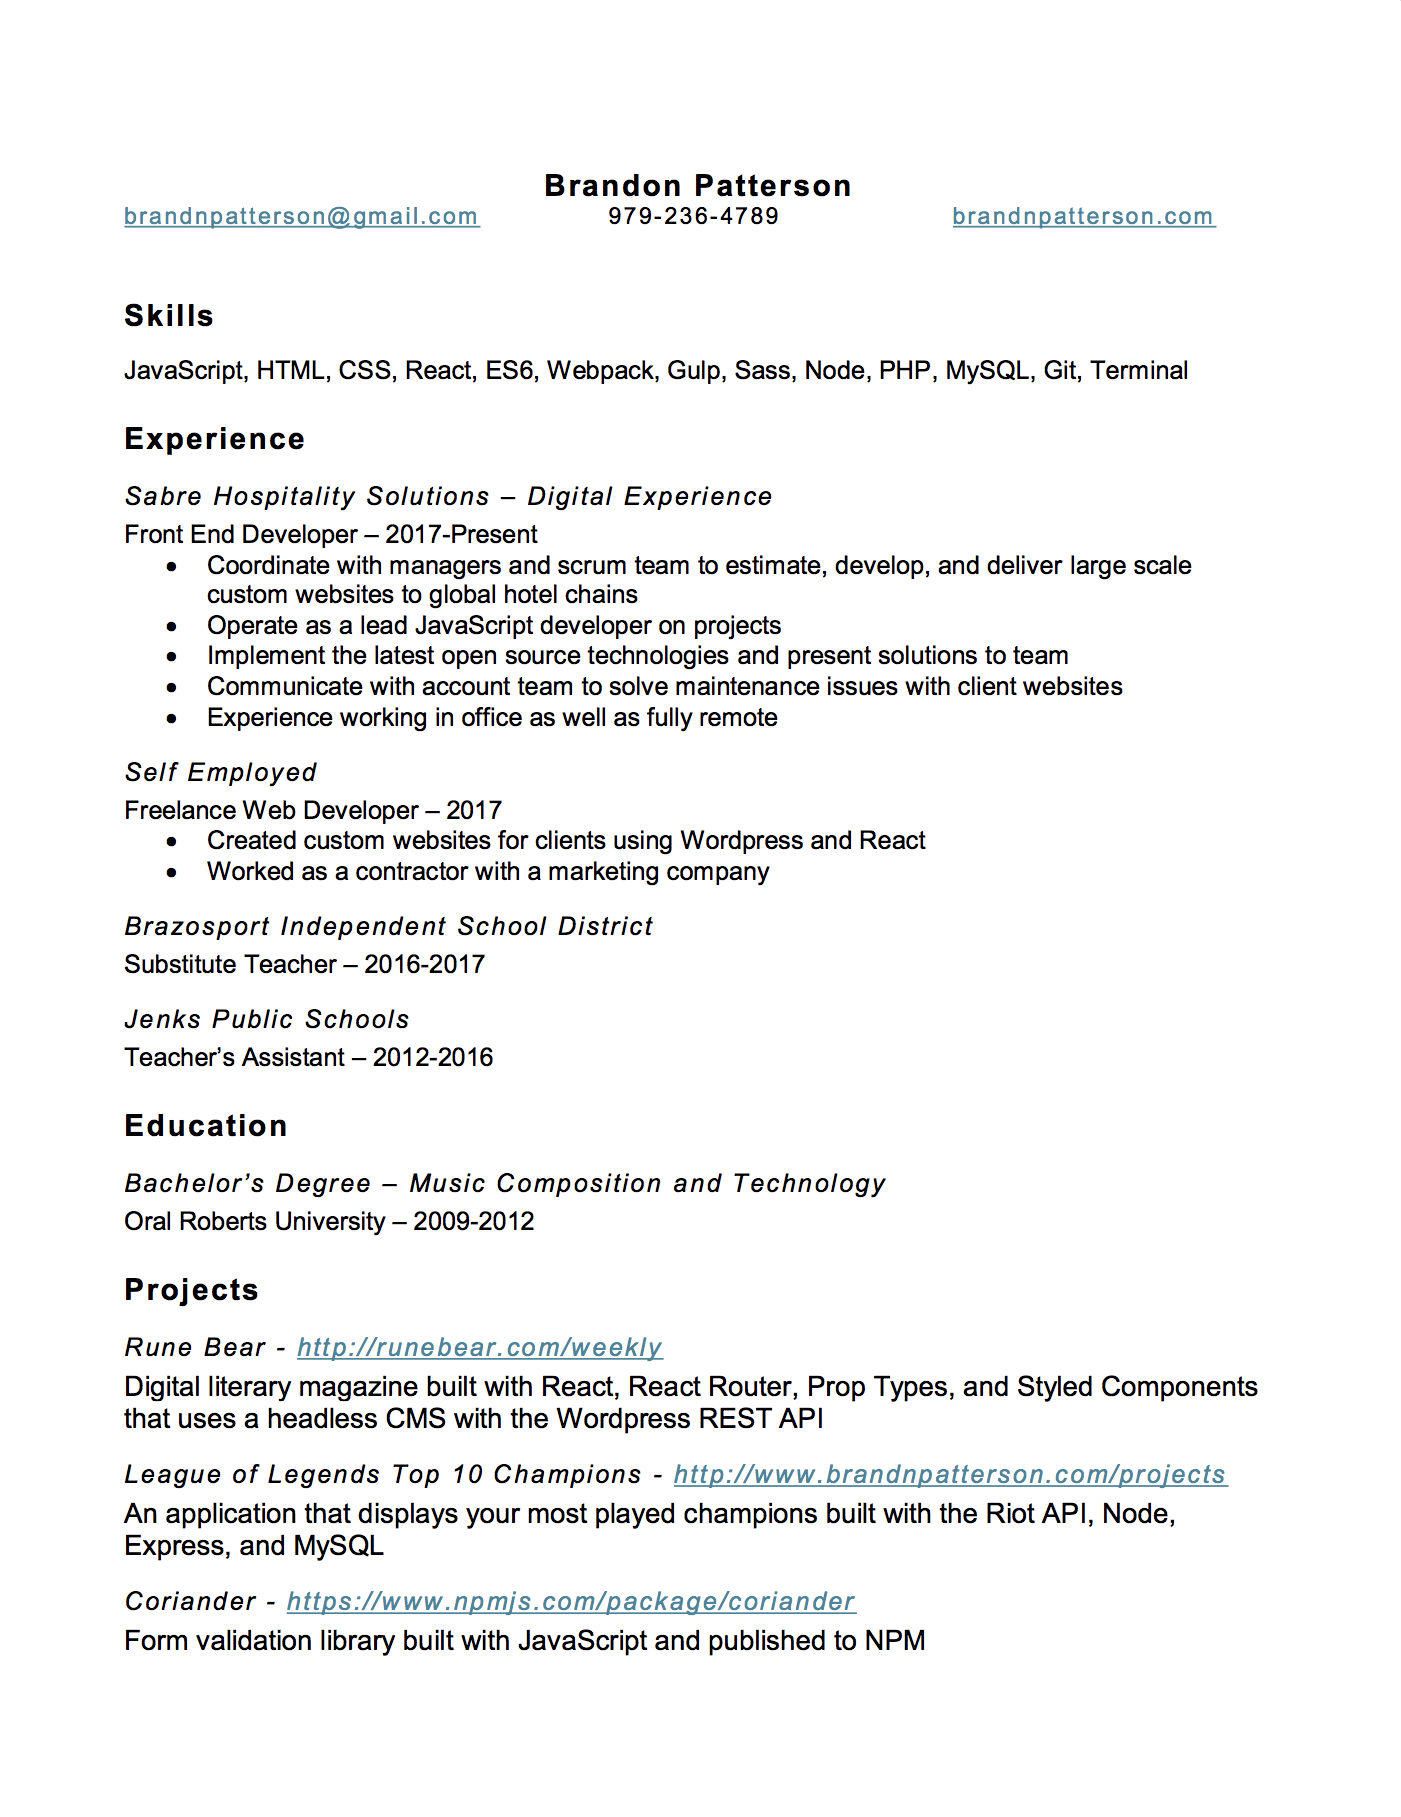 Brandon Patterson
brandnpatterson@gmail.com 979-236-4789 brandnpatterson.com
Skills
JavaScript, HTML, CSS, React, ES6, Webpack, Gulp, Sass, Node, PHP, MySQL, Git, Terminal
Experience
Sabre Hospitality Solutions – Digital Experience
Front End Developer – 2017-Present
• Coordinate with managers and scrum team to estimate, develop, and deliver large scale
custom websites to global hotel chains
• Operate as a lead JavaScript developer on projects
• Implement the latest open source technologies and present solutions to team
• Communicate with account team to solve maintenance issues with client websites
• Experience working in office as well as fully remote
Self Employed
Freelance Web Developer – 2017
• Created custom websites for clients using Wordpress and React
• Worked as a contractor with a marketing company
Brazosport Independent School District
Substitute Teacher – 2016-2017
Jenks Public Schools
Teacher’s Assistant – 2012-2016
Education
Bachelor’s Degree – Music Composition and Technology
Oral Roberts University – 2009-2012
Projects
Rune Bear - http://runebear.com/weekly
Digital literary magazine built with React, React Router, Prop Types, and Styled Components
that uses a headless CMS with the Wordpress REST API
League of Legends Top 10 Champions - http://www.brandnpatterson.com/projects
An application that displays your most played champions built with the Riot API, Node,
Express, and MySQL
Coriander - https://www.npmjs.com/package/coriander
Form validation library built with JavaScript and published to NPM